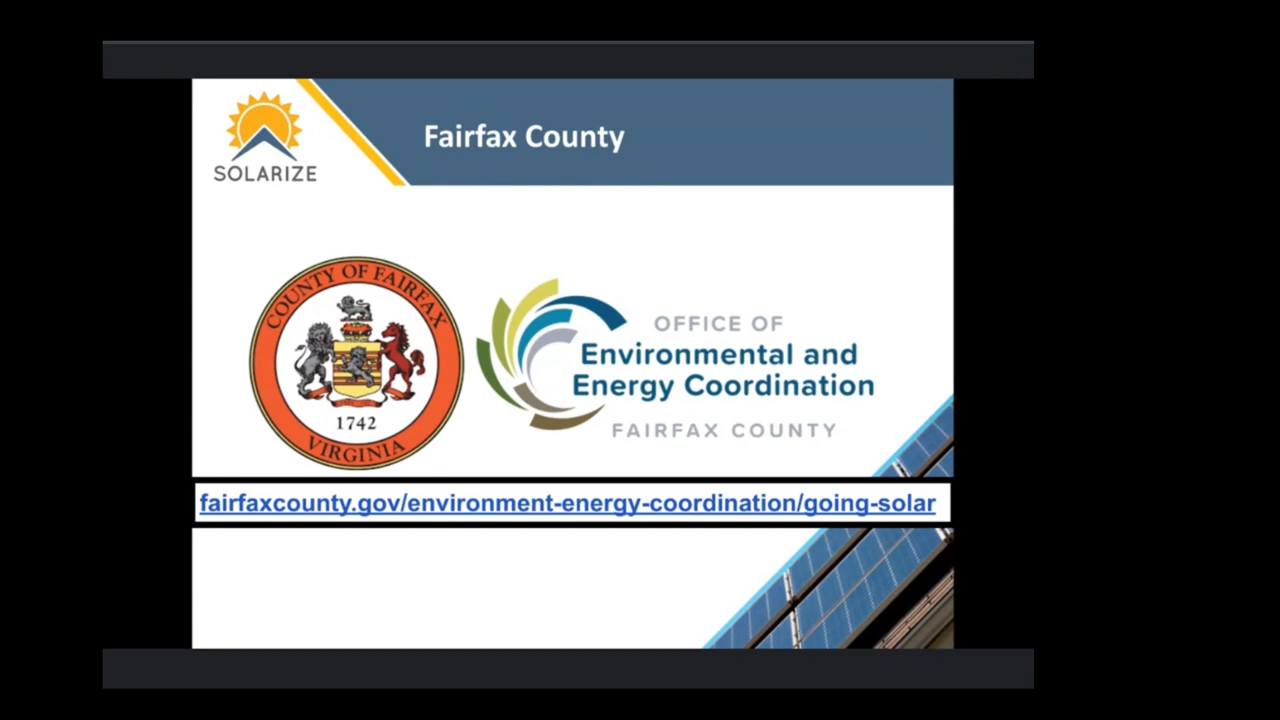 Fairfax County
SOLARIZE
COUNTY OF FAIRFAX
1742
VIRGINIA
OFFICE OF
Environmental and
Energy Coordination
FAIRFAX COUNTY
fairfaxcounty.gov/environment-energy-coordination/going-solar